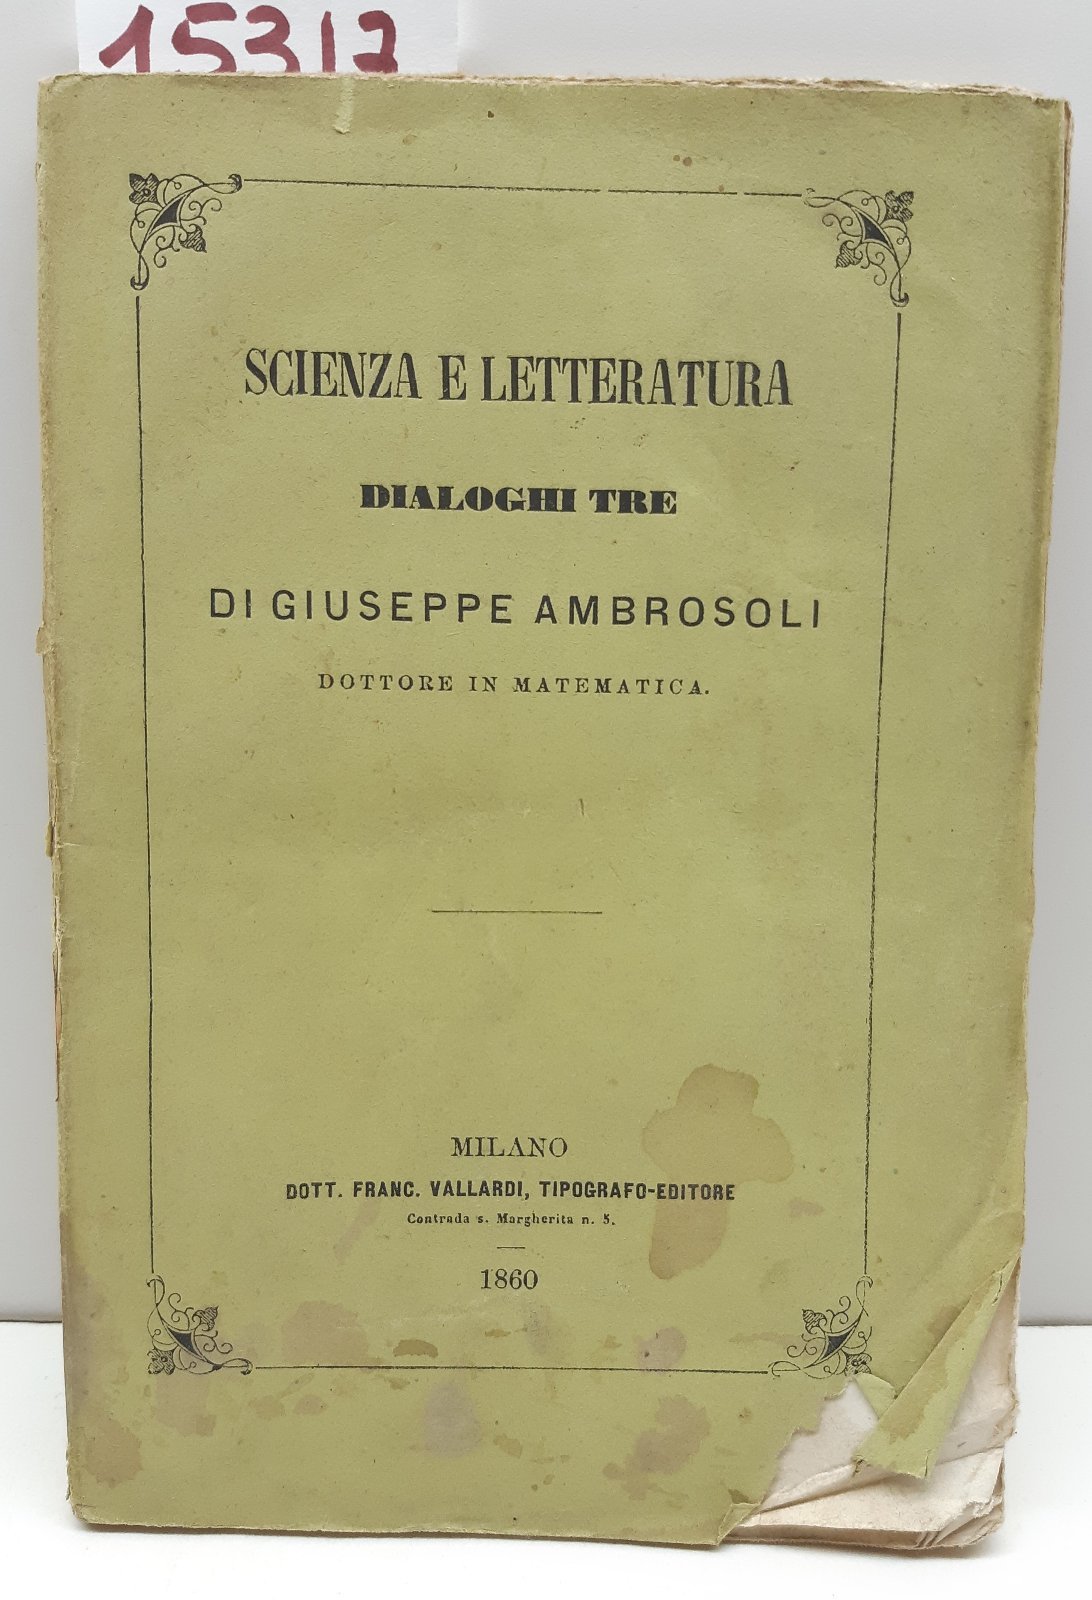 SCIENZA E LETTERATURA
DIALOGHI TRE
DI GIUSEPPE AMBROSOLI
DOTTORE IN MATEMATICA.
MILANO
DOTT. FRANC. VALLARDI, TIPOGRAFO-EDITORE
Contrada s. Margherita n. 5.
1860